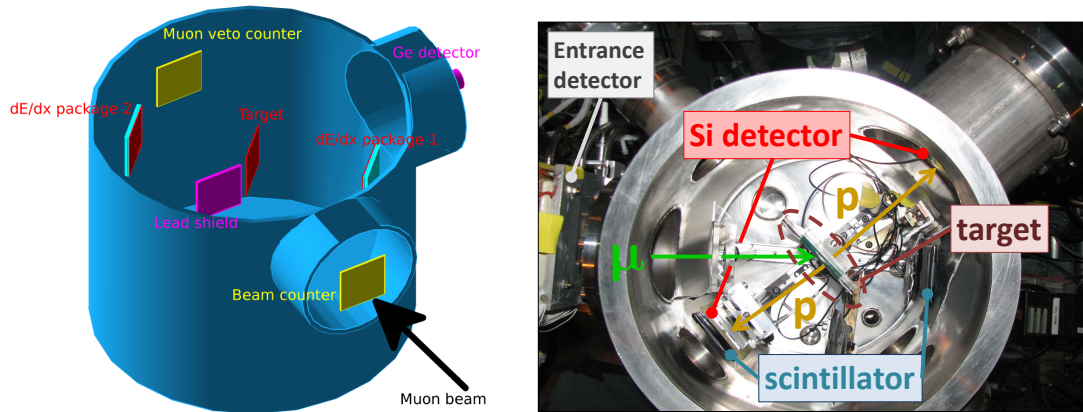 Muon veto counter
Ge detector
dE/dx package 2
Target
dE/dx package 1
Lead shield
Beam counter
Muon beam
Entrance
detector
Si detector
p
target
μ
p
scintillator